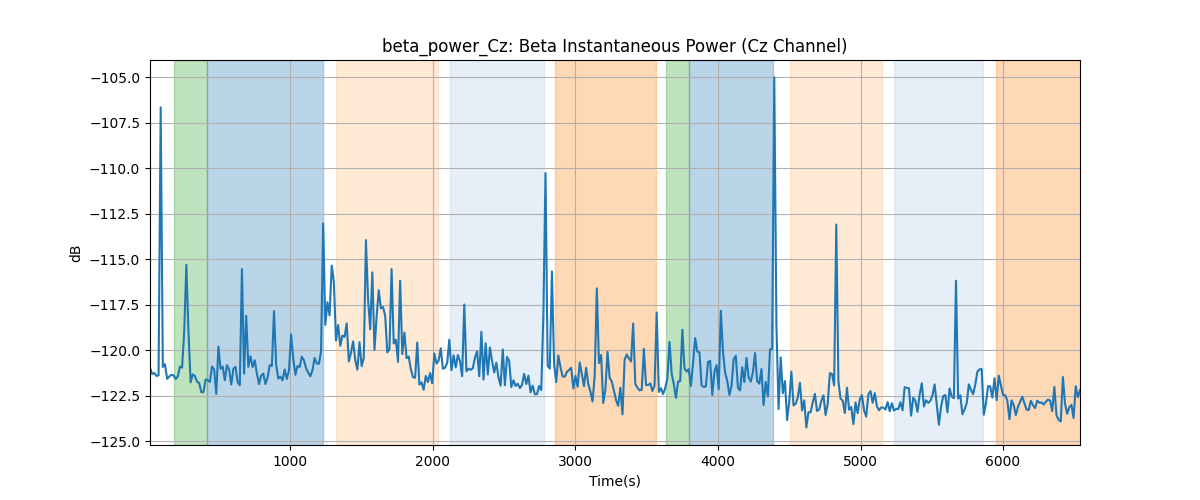 beta_power_Cz: Beta Instantaneous Power (Cz Channel)
−105.0
−107.5
−110.0
−112.5
−115.0
−117.5
−120.0
−122.5
−125.0
dB
1000 2000 3000 4000 5000 6000
Time(s)